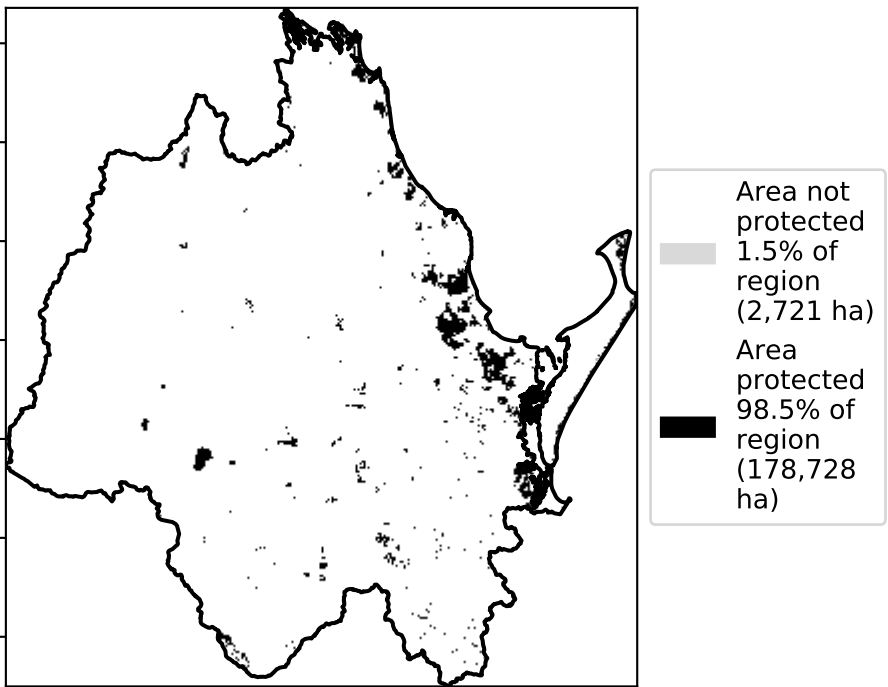 Area not
protected
1.5% of
region
(2,721 ha)
Area
protected
98.5% of
region
(178,728
ha)